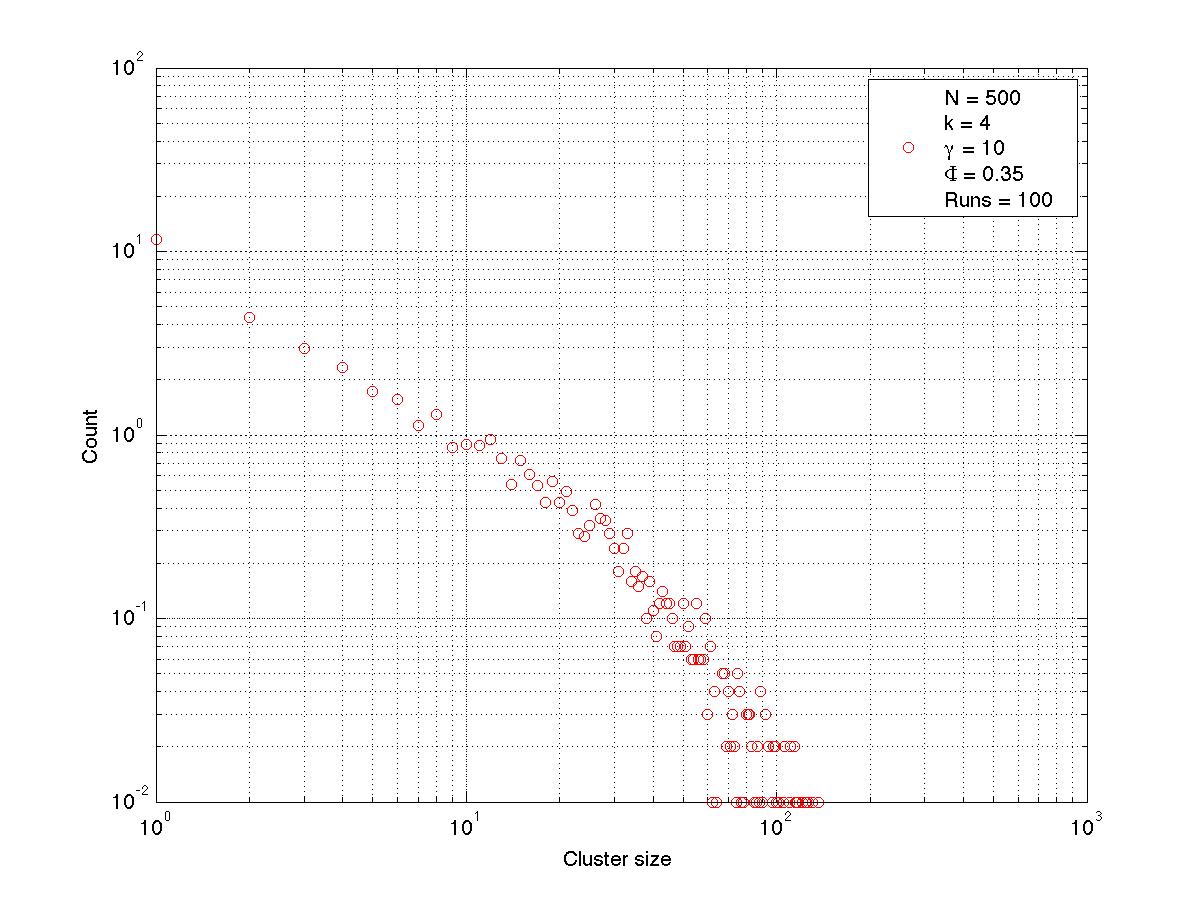 10^2
10^1
10^0
10^-1
10^-2
Count
N = 500
k = 4
γ = 10
Φ = 0.35
Runs = 100
10^0 10^1 10^2 10^3
Cluster size